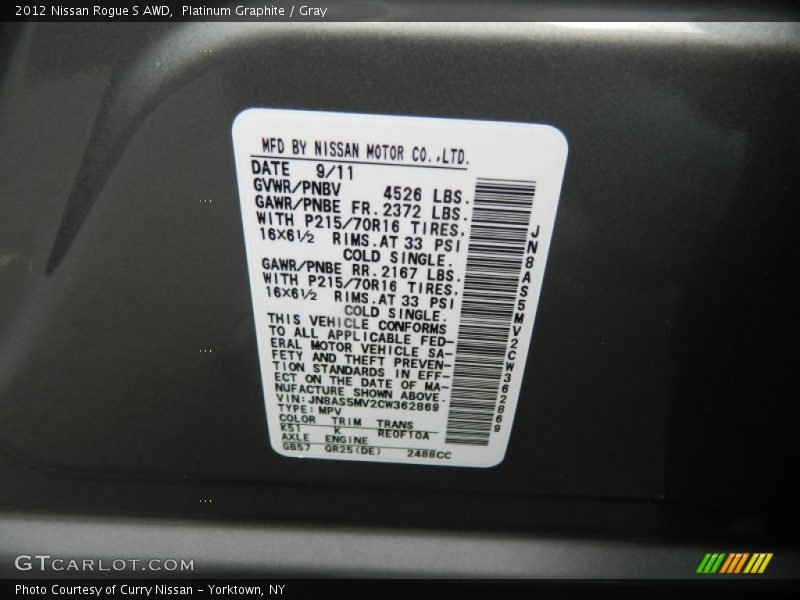 2012 Nissan Rogue S AWD, Platinum Graphite / Gray
MFD BY NISSAN MOTOR CO.,LTD.
DATE 9/11
GVWR/PNBV 4526 LBS.
GAWR/PNBE FR. 2372 LBS.
WITH P215/70R16 TIRES.
16×6½ RIMS. AT 33 PSI
COLD SINGLE.
GAWR/PNBE RR. 2167 LBS.
WITH P215/70R16 TIRES.
16×6½ RIMS. AT 33 PSI
COLD SINGLE.
THIS VEHICLE CONFORMS
TO ALL APPLICABLE FED-
ERAL MOTOR VEHICLE SA-
FETY AND THEFT PREVEN-
TION STANDARDS IN EFF-
ECT ON THE DATE OF MA-
NUFACTURE SHOWN ABOVE.
VIN: JN8AS5MV2CW362869
TYPE: MPV
COLOR TRIM TRANS
K51 K RE0F10A
AXLE ENGINE
GB57 QR25(DE) 2488CC
JN8AS5MV2CW362869
GTCARLOT.COM
Photo Courtesy of Curry Nissan - Yorktown, NY